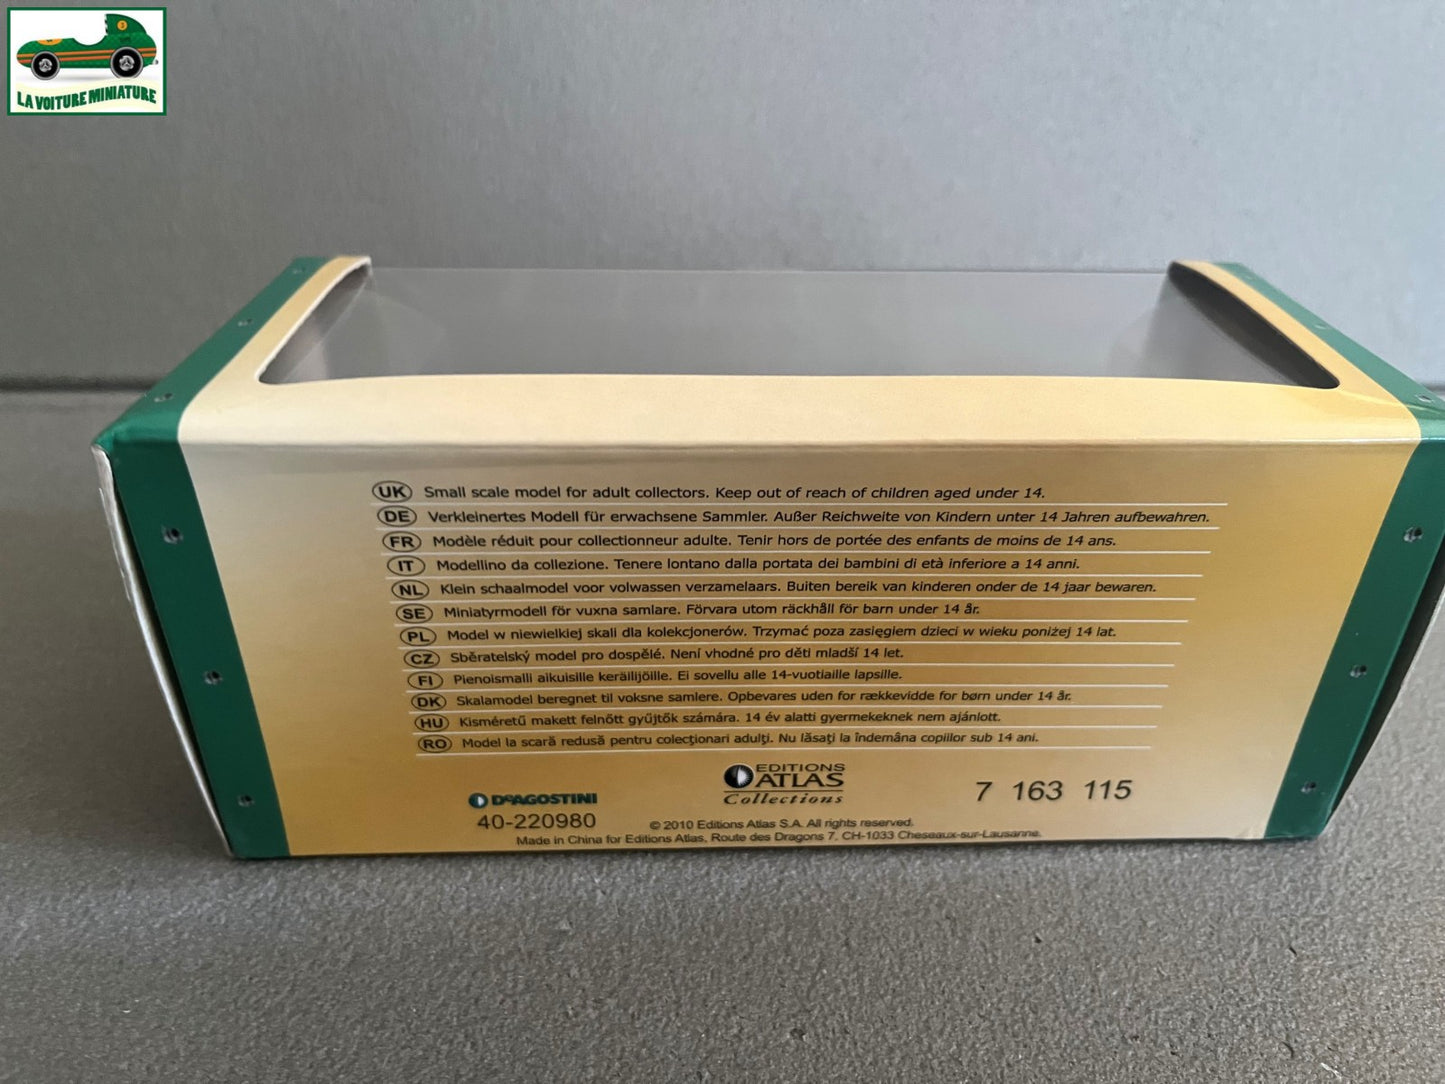 3
LA VOITURE MINIATURE
UK Small scale model for adult collectors. Keep out of reach of children aged under 14.
DE Verkleinertes Modell für erwachsene Sammler. Außer Reichweite von Kindern unter 14 Jahren aufbewahren.
FR Modèle réduit pour collectionneur adulte. Tenir hors de portée des enfants de moins de 14 ans.
IT Modellino da collezione. Tenere lontano dalla portata dei bambini di età inferiore a 14 anni.
NL Klein schaalmodel voor volwassen verzamelaars. Buiten bereik van kinderen onder de 14 jaar bewaren.
SE Miniatyrmodell för vuxna samlare. Förvara utom räckhåll för barn under 14 år.
PL Model w niewielkiej skali dla kolekcjonerów. Trzymać poza zasięgiem dzieci w wieku poniżej 14 lat.
CZ Sběratelský model pro dospělé. Není vhodné pro děti mladší 14 let.
FI Pienoismalli aikuisille keräilijöille. Ei sovellu alle 14-vuotiaille lapsille.
DK Skalamodel beregnet til voksne samlere. Opbevares uden for rækkevidde for børn under 14 år.
HU Kisméretű makett felnőtt gyűjtők számára. 14 év alatti gyermekeknek nem ajánlott.
RO Model la scară redusă pentru colecţionari adulţi. Nu lăsaţi la îndemâna copiilor sub 14 ani.
EDITIONS
ATLAS
Collections
DeAGOSTINI
40-220980
7 163 115
© 2010 Editions Atlas S.A. All rights reserved.
Made in China for Editions Atlas, Route des Dragons 7, CH-1033 Cheseaux-sur-Lausanne.